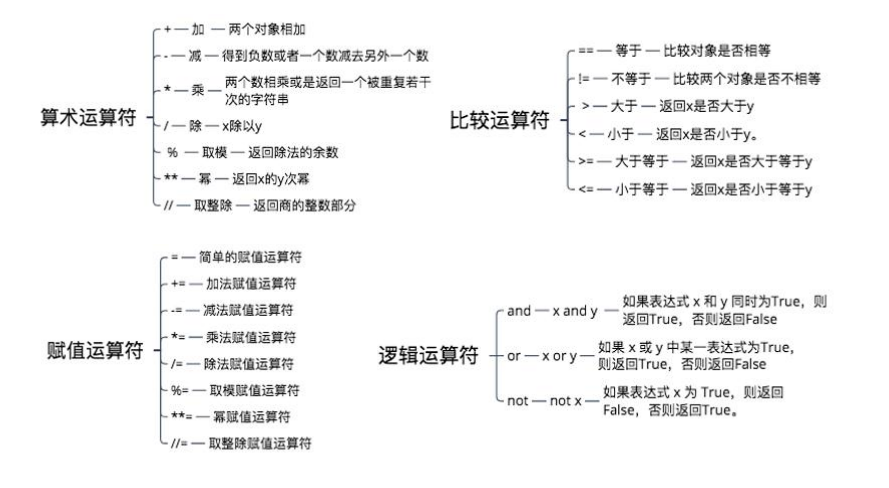 算术运算符
+ — 加 — 两个对象相加
- — 减 — 得到负数或者一个数减去另外一个数
* — 乘 — 两个数相乘或是返回一个被重复若干
次的字符串
/ — 除 — x除以y
% — 取模 — 返回除法的余数
** — 幂 — 返回x的y次幂
// — 取整除 — 返回商的整数部分
比较运算符
== — 等于 — 比较对象是否相等
!= — 不等于 — 比较两个对象是否不相等
> — 大于 — 返回x是否大于y
< — 小于 — 返回x是否小于y。
>= — 大于等于 — 返回x是否大于等于y
<= — 小于等于 — 返回x是否小于等于y
赋值运算符
= — 简单的赋值运算符
+= — 加法赋值运算符
-= — 减法赋值运算符
*= — 乘法赋值运算符
/= — 除法赋值运算符
%= — 取模赋值运算符
**= — 幂赋值运算符
//= — 取整除赋值运算符
逻辑运算符
and — x and y — 如果表达式 x 和 y 同时为True，则
返回True，否则返回False
or — x or y — 如果 x 或 y 中某一表达式为True，
则返回True，否则返回False
not — not x — 如果表达式 x 为 True，则返回
False，否则返回True。